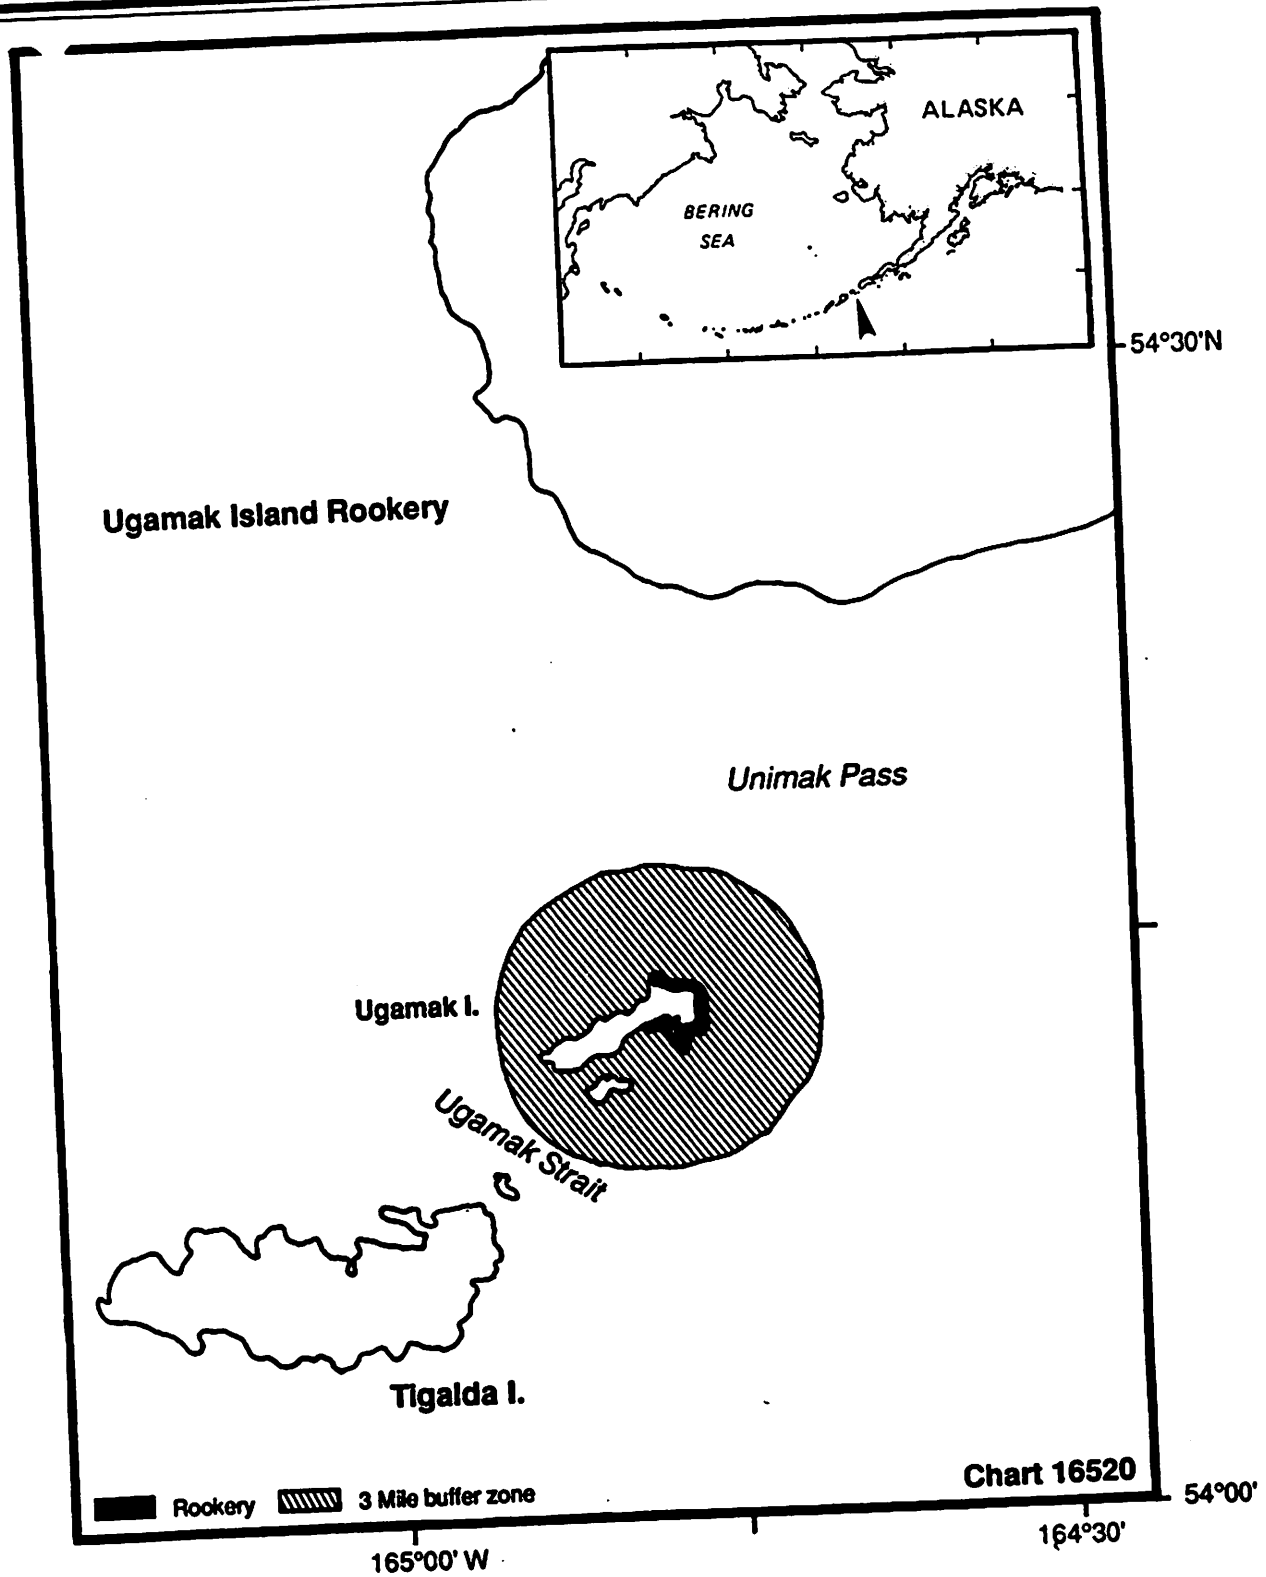 ALASKA
BERING
SEA
54°30'N
Ugamak Island Rookery
Unimak Pass
Ugamak I.
Ugamak Strait
Tigalda I.
Chart 16520
Rookery
3 Mile buffer zone
54°00'
164°30'
165°00' W